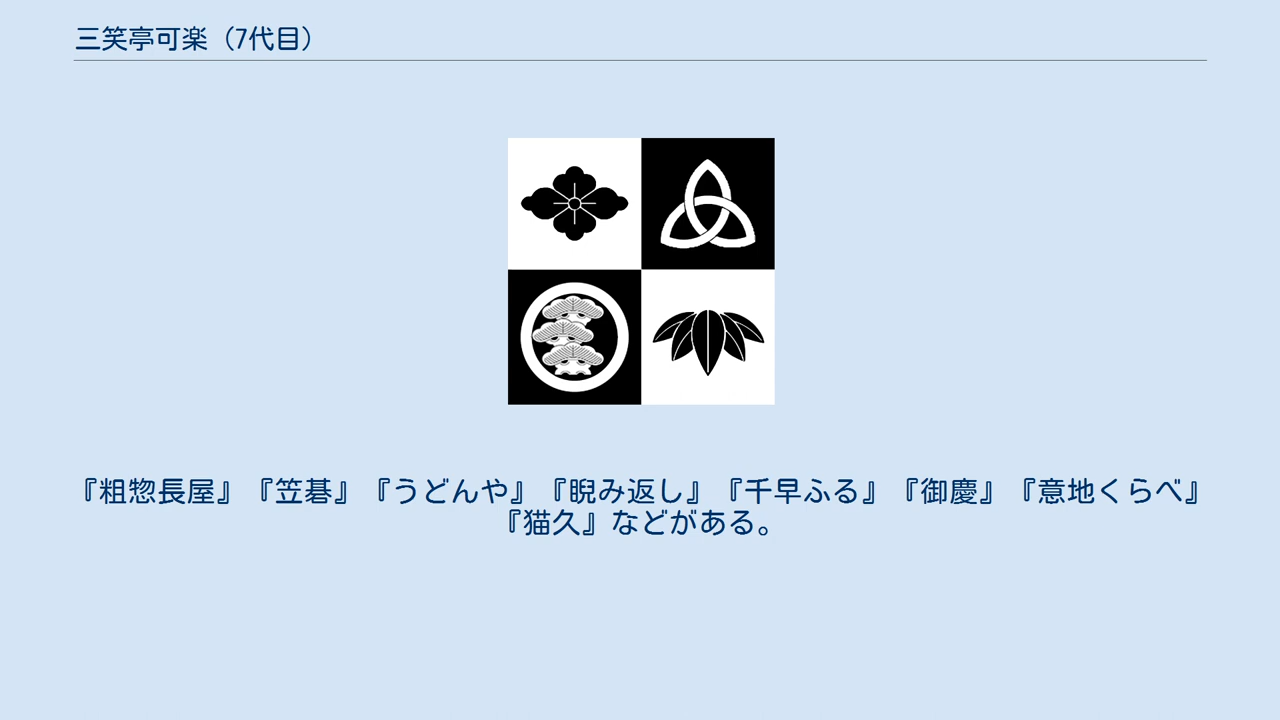 三笑亭可楽（7代目）
『粗惣長屋』『笠碁』『うどんや』『睨み返し』『千早ふる』『御慶』『意地くらべ』
『猫久』などがある。